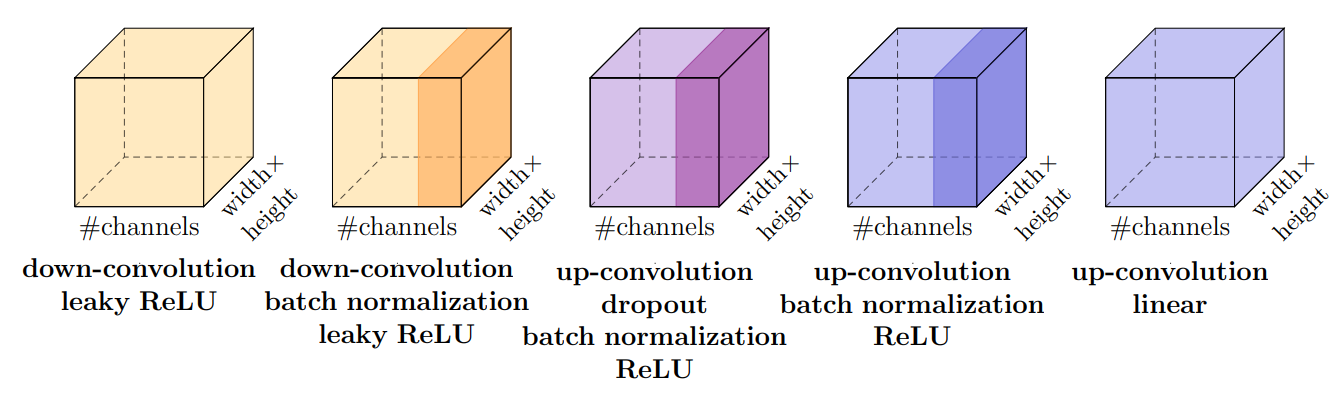 width+
height
#channels
down-convolution
leaky ReLU
width+
height
#channels
down-convolution
batch normalization
leaky ReLU
width+
height
#channels
up-convolution
dropout
batch normalization
ReLU
width+
height
#channels
up-convolution
batch normalization
ReLU
width+
height
#channels
up-convolution
linear